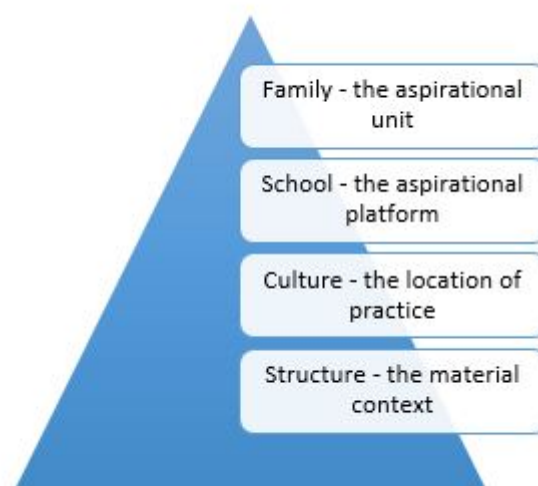 Family - the aspirational
unit
School - the aspirational
platform
Culture - the location of
practice
Structure - the material
context